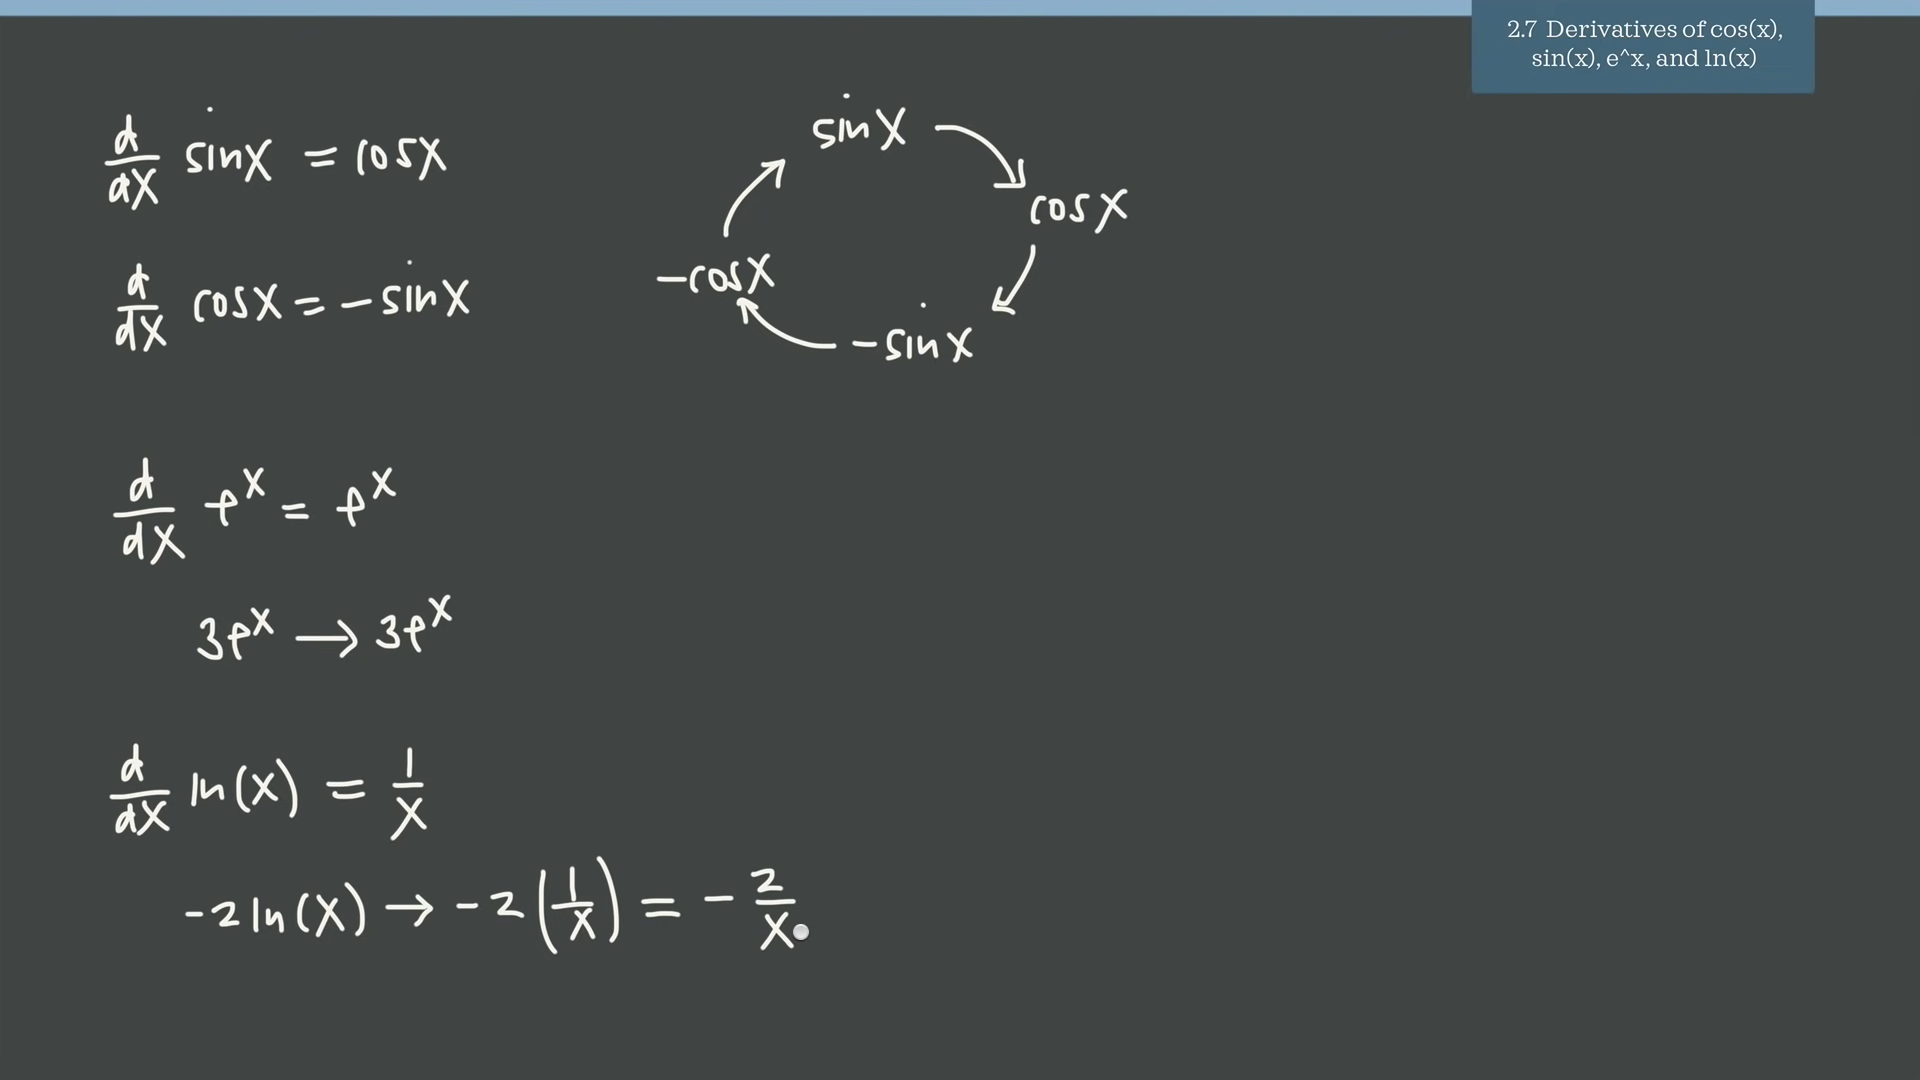 2.7 Derivatives of cos(x),
sin(x), e^x, and ln(x)
d/dx sinx = cosx
d/dx cosx = -sinx
sinx
cosx
-sinx
-cosx
d/dx e^x = e^x
3e^x → 3e^x
d/dx ln(x) = 1/x
-2ln(x) → -2(1/x) = -2/x